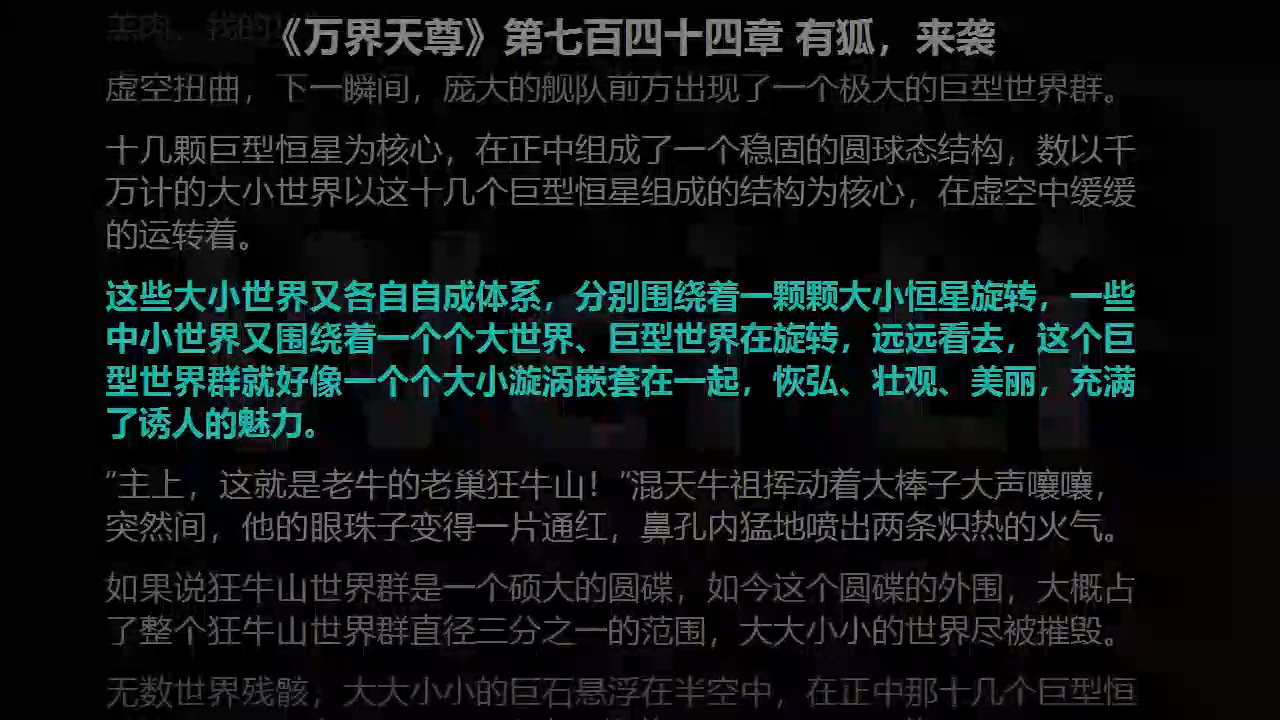 羔肉，我的
《万界天尊》第七百四十四章 有狐，来袭
虚空扭曲，下一瞬间，庞大的舰队前方出现了一个极大的巨型世界群。
十几颗巨型恒星为核心，在正中组成了一个稳固的圆球态结构，数以千
万计的大小世界以这十几个巨型恒星组成的结构为核心，在虚空中缓缓
的运转着。
这些大小世界又各自自成体系，分别围绕着一颗颗大小恒星旋转，一些
中小世界又围绕着一个个大世界、巨型世界在旋转，远远看去，这个巨
型世界群就好像一个个大小漩涡嵌套在一起，恢弘、壮观、美丽，充满
了诱人的魅力。
“主上，这就是老牛的老巢狂牛山！”混天牛祖挥动着大棒子大声嚷嚷，
突然间，他的眼珠子变得一片通红，鼻孔内猛地喷出两条炽热的火气。
如果说狂牛山世界群是一个硕大的圆碟，如今这个圆碟的外围，大概占
了整个狂牛山世界群直径三分之一的范围，大大小小的世界尽被摧毁。
无数世界残骸，大大小小的巨石悬浮在半空中，在正中那十几个巨型恒